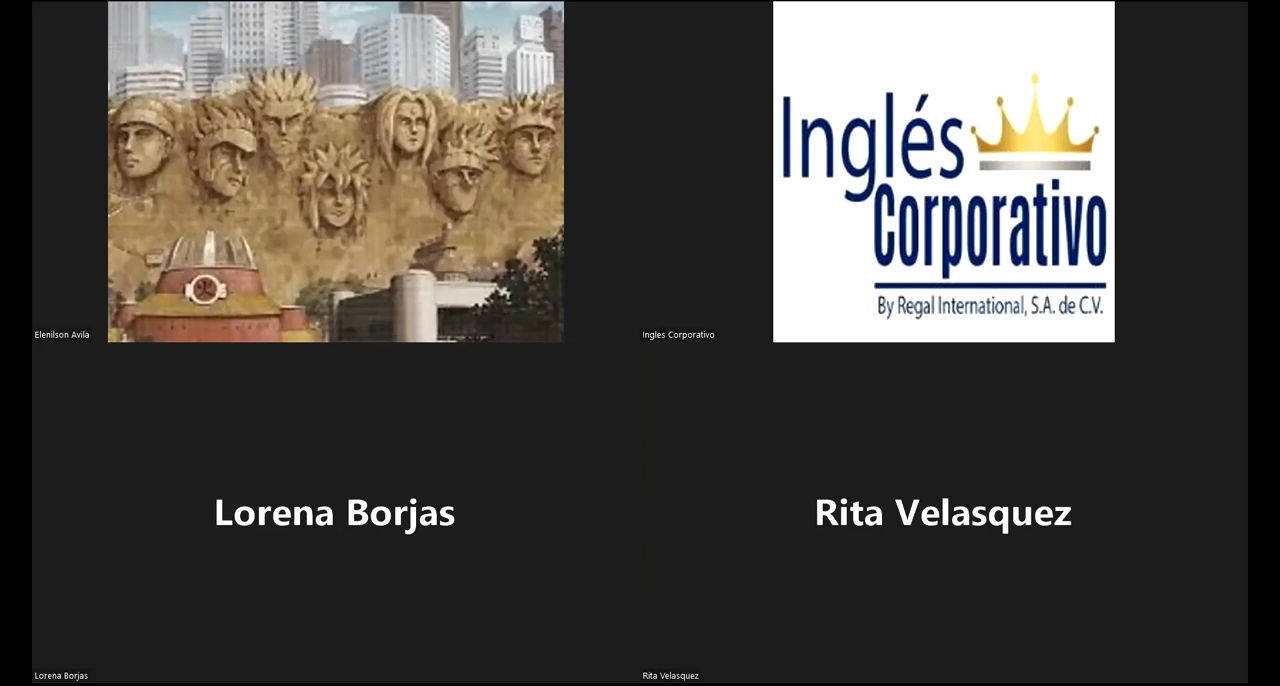 Inglés
Corporativo
By Regal International, S.A. de C.V.
Elenilson Avila
Ingles Corporativo
Lorena Borjas
Rita Velasquez
Lorena Borjas
Rita Velasquez